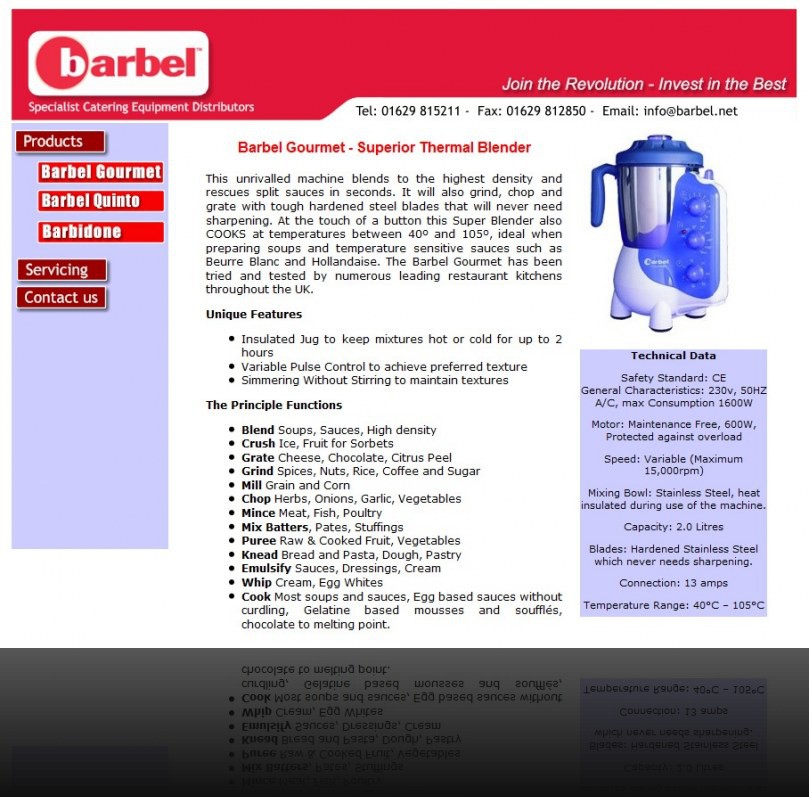 barbel™
Specialist Catering Equipment Distributors
Join the Revolution - Invest in the Best
Tel: 01629 815211 - Fax: 01629 812850 - Email: info@barbel.net
Products
Barbel Gourmet
Barbel Quinto
Barbidone
Servicing
Contact us
Barbel Gourmet - Superior Thermal Blender
This unrivalled machine blends to the highest density and
rescues split sauces in seconds. It will also grind, chop and
grate with tough hardened steel blades that will never need
sharpening. At the touch of a button this Super Blender also
COOKS at temperatures between 40º and 105º, ideal when
preparing soups and temperature sensitive sauces such as
Beurre Blanc and Hollandaise. The Barbel Gourmet has been
tried and tested by numerous leading restaurant kitchens
throughout the UK.
Unique Features
• Insulated Jug to keep mixtures hot or cold for up to 2
hours
• Variable Pulse Control to achieve preferred texture
• Simmering Without Stirring to maintain textures
The Principle Functions
• Blend Soups, Sauces, High density
• Crush Ice, Fruit for Sorbets
• Grate Cheese, Chocolate, Citrus Peel
• Grind Spices, Nuts, Rice, Coffee and Sugar
• Mill Grain and Corn
• Chop Herbs, Onions, Garlic, Vegetables
• Mince Meat, Fish, Poultry
• Mix Batters, Pates, Stuffings
• Puree Raw & Cooked Fruit, Vegetables
• Knead Bread and Pasta, Dough, Pastry
• Emulsify Sauces, Dressings, Cream
• Whip Cream, Egg Whites
• Cook Most soups and sauces, Egg based sauces without
curdling, Gelatine based mousses and soufflés,
chocolate to melting point.
barbel
Technical Data
Safety Standard: CE
General Characteristics: 230v, 50HZ
A/C, max Consumption 1600W
Motor: Maintenance Free, 600W,
Protected against overload
Speed: Variable (Maximum
15,000rpm)
Mixing Bowl: Stainless Steel, heat
insulated during use of the machine.
Capacity: 2.0 Litres
Blades: Hardened Stainless Steel
which never needs sharpening.
Connection: 13 amps
Temperature Range: 40°C – 105°C